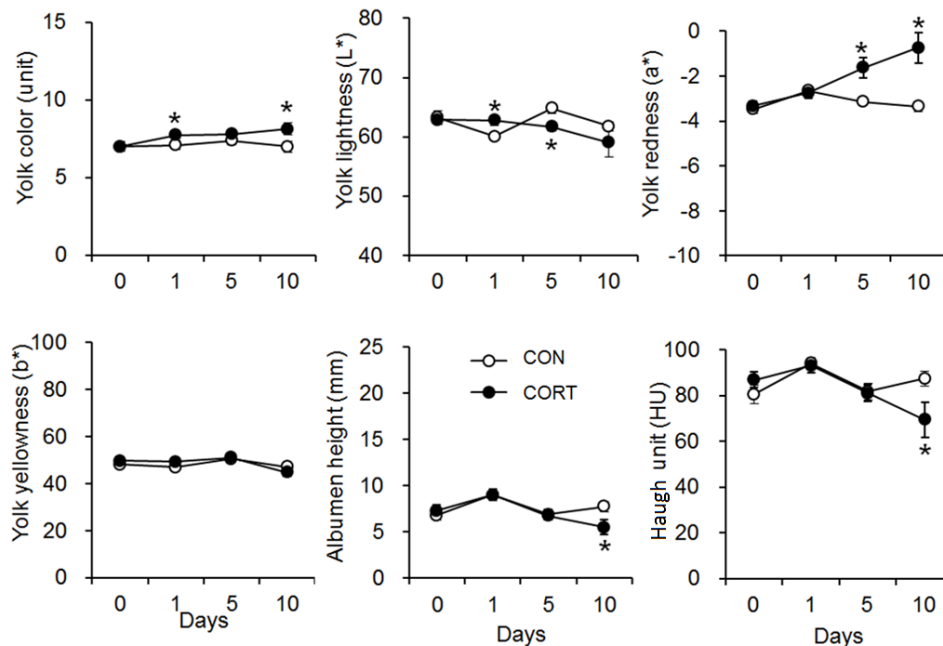 Yolk color (unit)
15
10
5
0
*
*
0 1 5 10
Yolk lightness (L*)
80
70
60
50
40
*
*
0 1 5 10
Yolk redness (a*)
0
-2
-4
-6
-8
-10
*
*
0 1 5 10
Yolk yellowness (b*)
100
80
60
40
20
0
0 1 5 10
Days
Albumen height (mm)
25
20
15
10
5
0
CON
CORT
*
0 1 5 10
Days
Haugh unit (HU)
100
80
60
40
20
0
*
0 1 5 10
Days